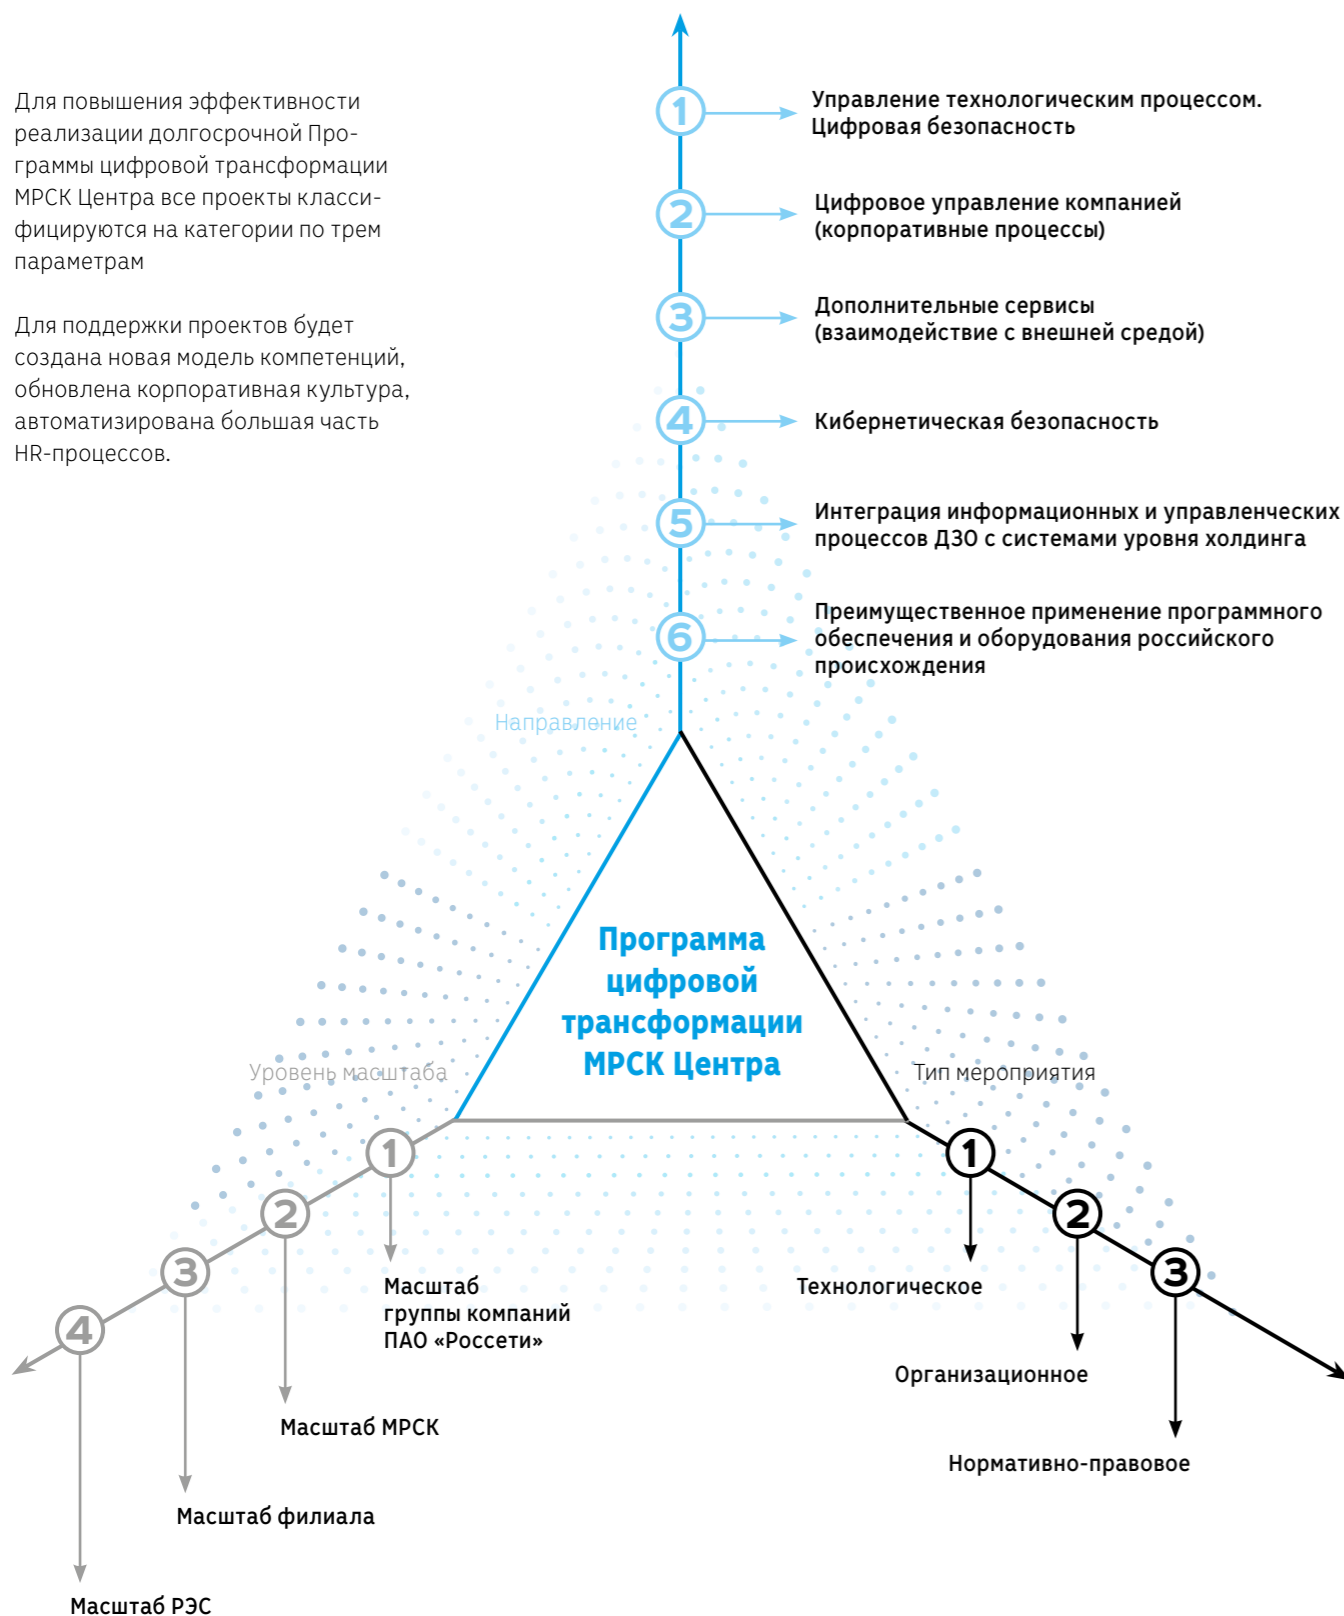 Для повышения эффективности
реализации долгосрочной Про-
граммы цифровой трансформации
МРСК Центра все проекты класси-
фицируются на категории по трем
параметрам
Для поддержки проектов будет
создана новая модель компетенций,
обновлена корпоративная культура,
автоматизирована большая часть
HR-процессов.
1
Управление технологическим процессом.
Цифровая безопасность
2
Цифровое управление компанией
(корпоративные процессы)
3
Дополнительные сервисы
(взаимодействие с внешней средой)
4
Кибернетическая безопасность
5
Интеграция информационных и управленческих
процессов ДЗО с системами уровня холдинга
6
Преимущественное применение программного
обеспечения и оборудования российского
происхождения
Направление
Программа
цифровой
трансформации
МРСК Центра
Уровень масштаба
1
Масштаб
группы компаний
ПАО «Россети»
2
Масштаб МРСК
3
Масштаб филиала
4
Масштаб РЭС
Тип мероприятия
1
Технологическое
2
Организационное
3
Нормативно-правовое